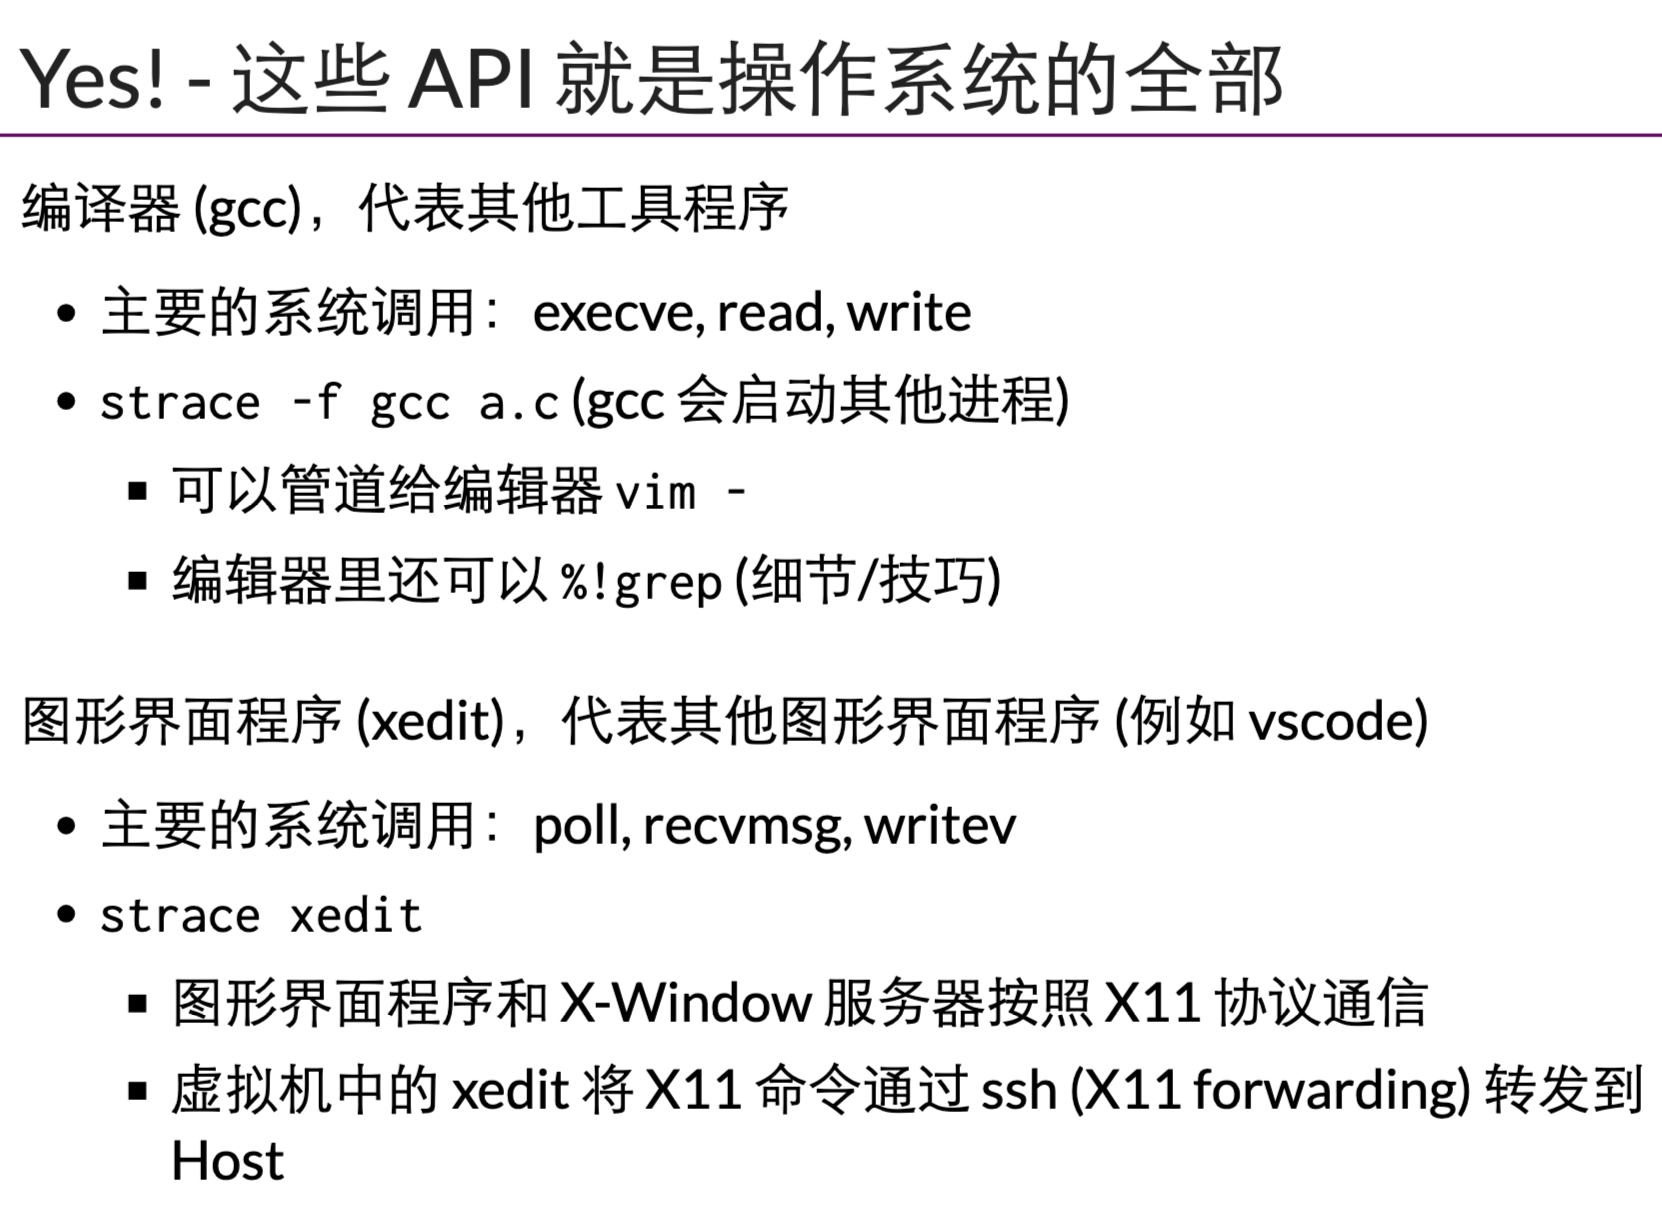 Yes! - 这些 API 就是操作系统的全部
编译器 (gcc)，代表其他工具程序
• 主要的系统调用：execve, read, write
• strace -f gcc a.c (gcc 会启动其他进程)
▪ 可以管道给编辑器 vim -
▪ 编辑器里还可以 %!grep (细节/技巧)
图形界面程序 (xedit)，代表其他图形界面程序 (例如 vscode)
• 主要的系统调用：poll, recvmsg, writev
• strace xedit
▪ 图形界面程序和 X-Window 服务器按照 X11 协议通信
▪ 虚拟机中的 xedit 将 X11 命令通过 ssh (X11 forwarding) 转发到
Host